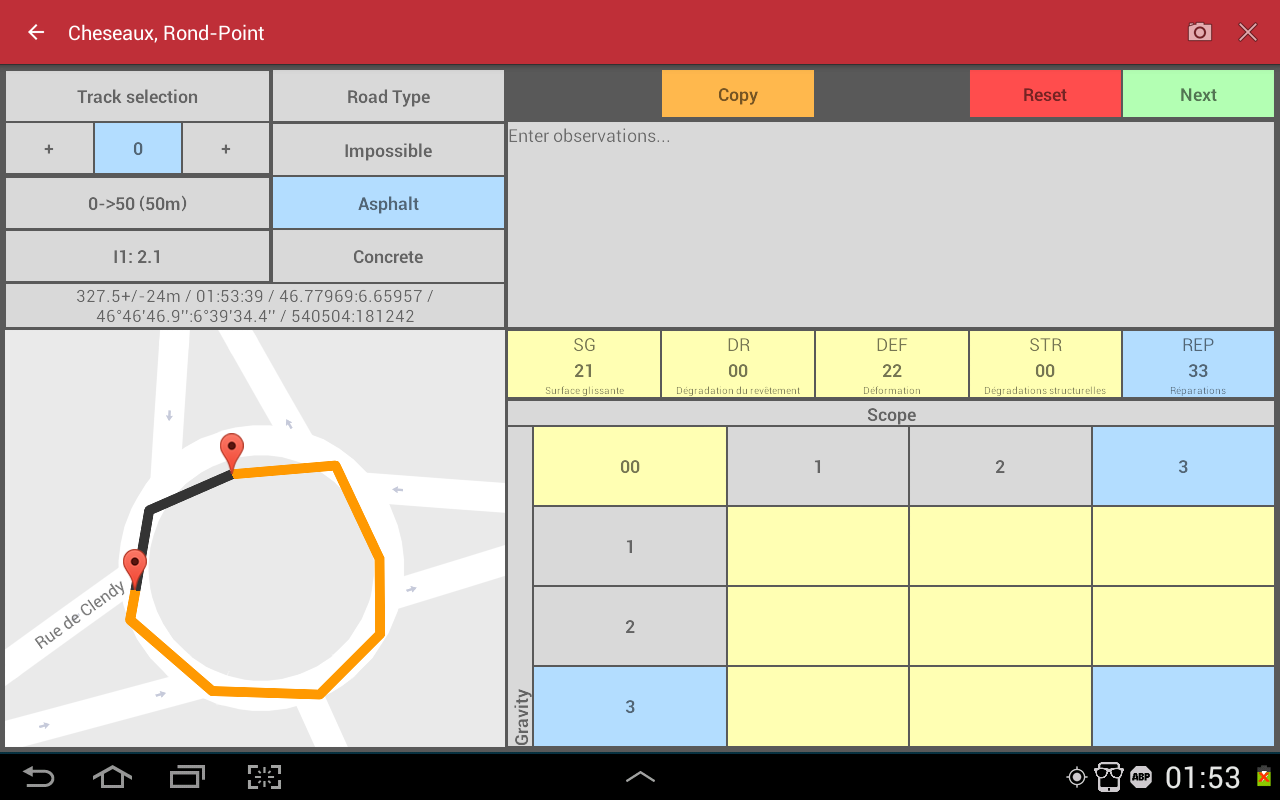 Cheseaux, Rond-Point
Track selection
Road Type
Copy
Reset
Next
+
0
+
Impossible
Enter observations...
0->50 (50m)
Asphalt
I1: 2.1
Concrete
327.5+/-24m / 01:53:39 / 46.77969:6.65957 /
46°46'46.9'':6°39'34.4'' / 540504:181242
SG
21
Surface glissante
DR
00
Dégradation du revêtement
DEF
22
Déformation
STR
00
Dégradations structurelles
REP
33
Réparations
Scope
00
1
2
3
1
2
3
Gravity
Rue de Clendy
ABP
01:53